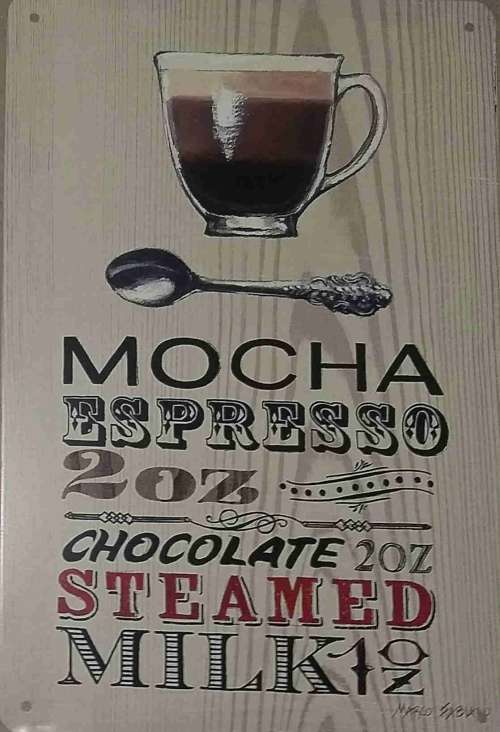 MOCHA
ESPRESSO
2OZ
CHOCOLATE 2OZ
STEAMED
MILK 1OZ